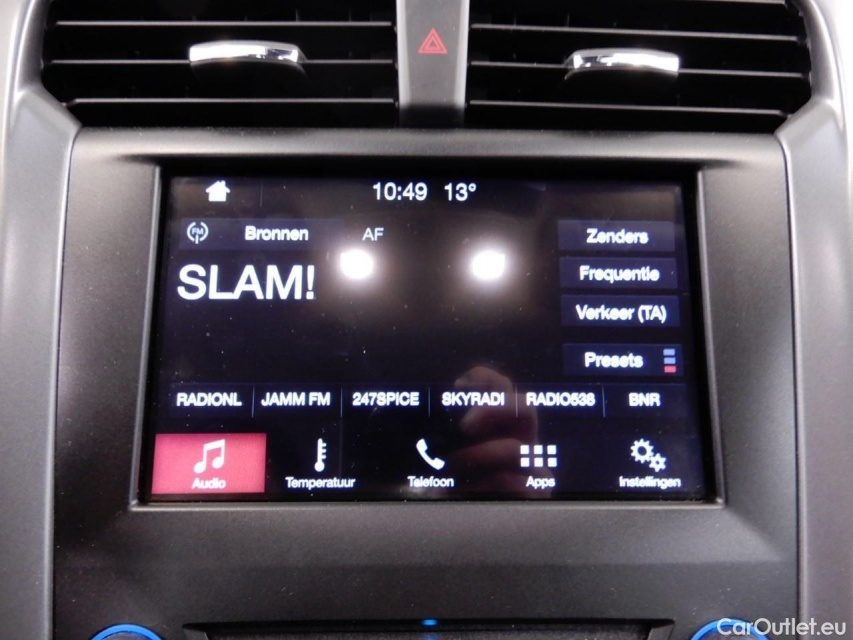 10:49 13°
FM Bronnen AF
SLAM!
Zenders
Frequentie
Verkeer (TA)
Presets
RADIONL JAMM FM 247SPICE SKYRADI RADIO538 BNR
Audio Temperatuur Telefoon Apps Instellingen
CarOutlet.eu